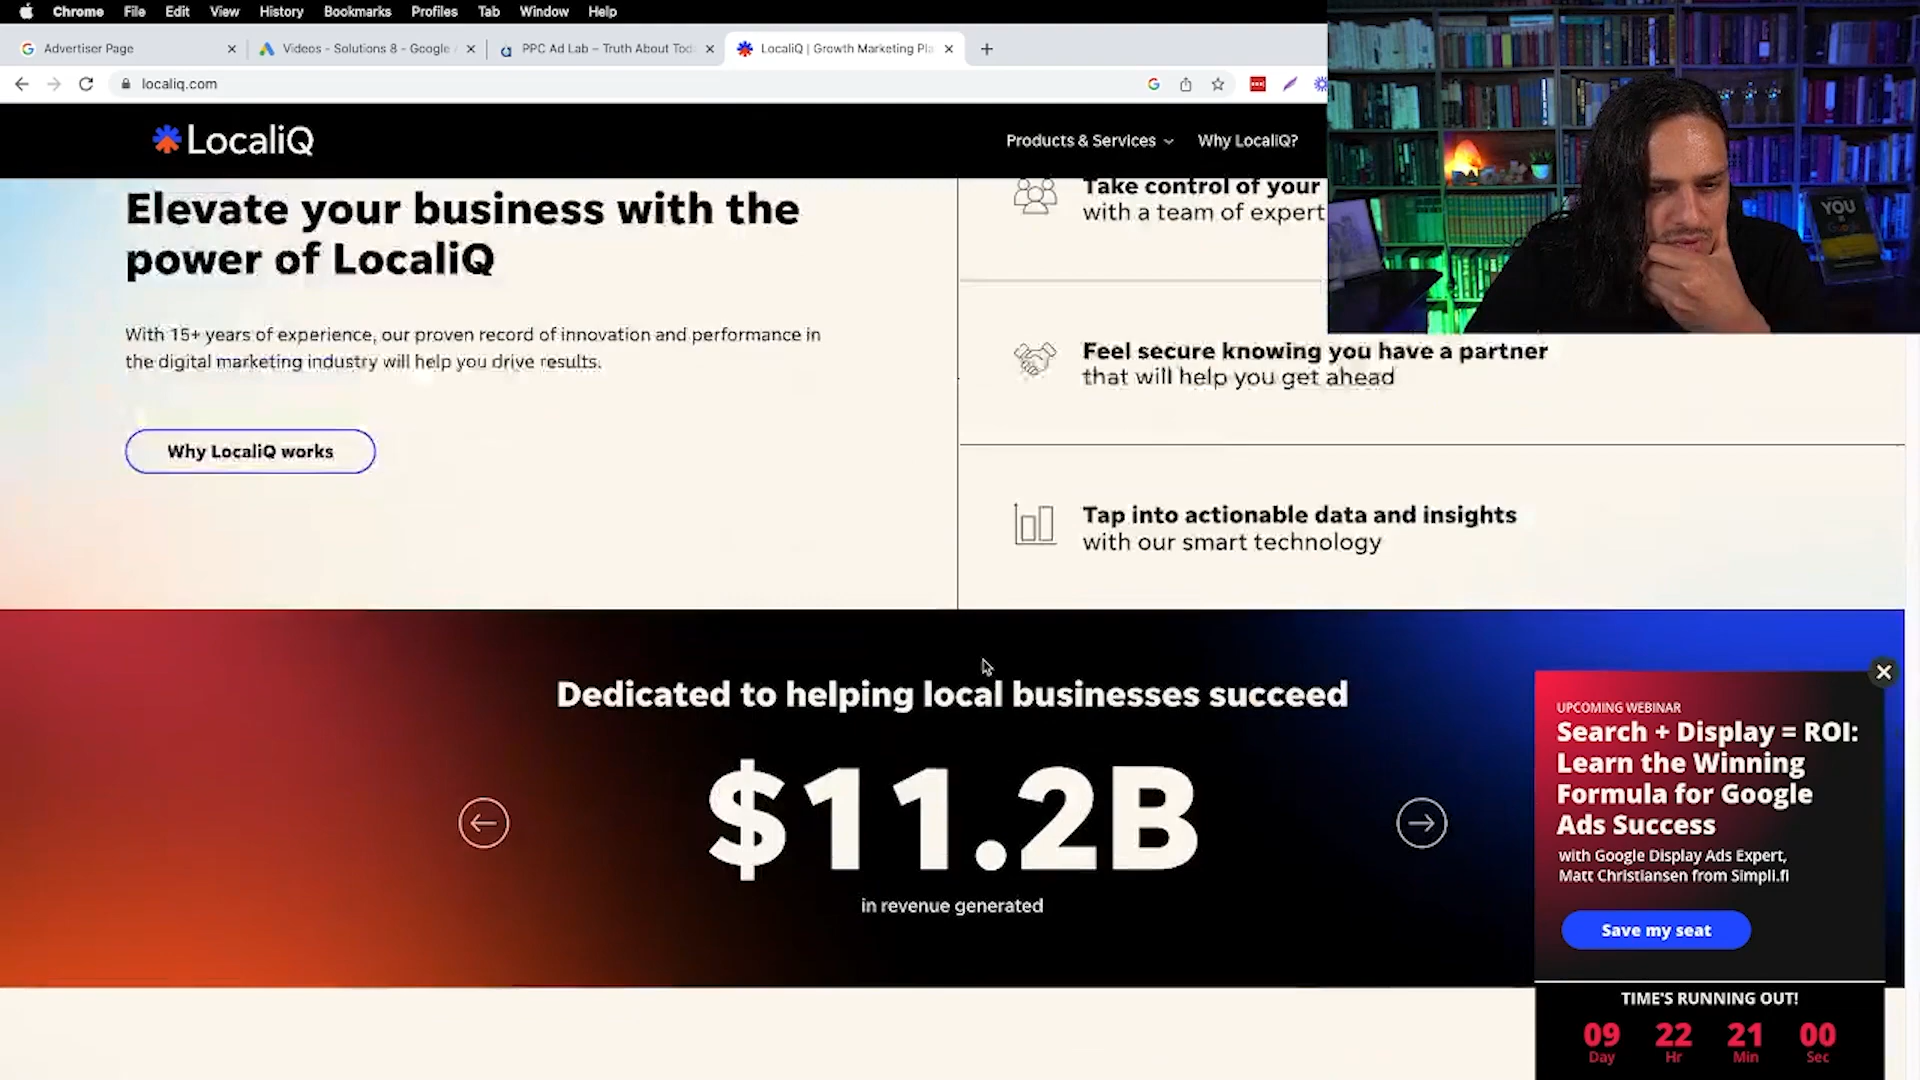 Chrome File Edit View History Bookmarks Profiles Tab Window Help
Advertiser Page
Videos - Solutions 8 - Google
PPC Ad Lab – Truth About Tod
LocaliQ | Growth Marketing Pla
localiq.com
LocaliQ
Products & Services
Why LocaliQ?
Elevate your business with the
power of LocaliQ
With 15+ years of experience, our proven record of innovation and performance in
the digital marketing industry will help you drive results.
Why LocaliQ works
Take control of your
with a team of expert
Feel secure knowing you have a partner
that will help you get ahead
Tap into actionable data and insights
with our smart technology
YOU
Dedicated to helping local businesses succeed
$11.2B
in revenue generated
UPCOMING WEBINAR
Search + Display = ROI:
Learn the Winning
Formula for Google
Ads Success
with Google Display Ads Expert,
Matt Christiansen from Simpli.fi
Save my seat
TIME'S RUNNING OUT!
09 22 21 00
Day Hr Min Sec